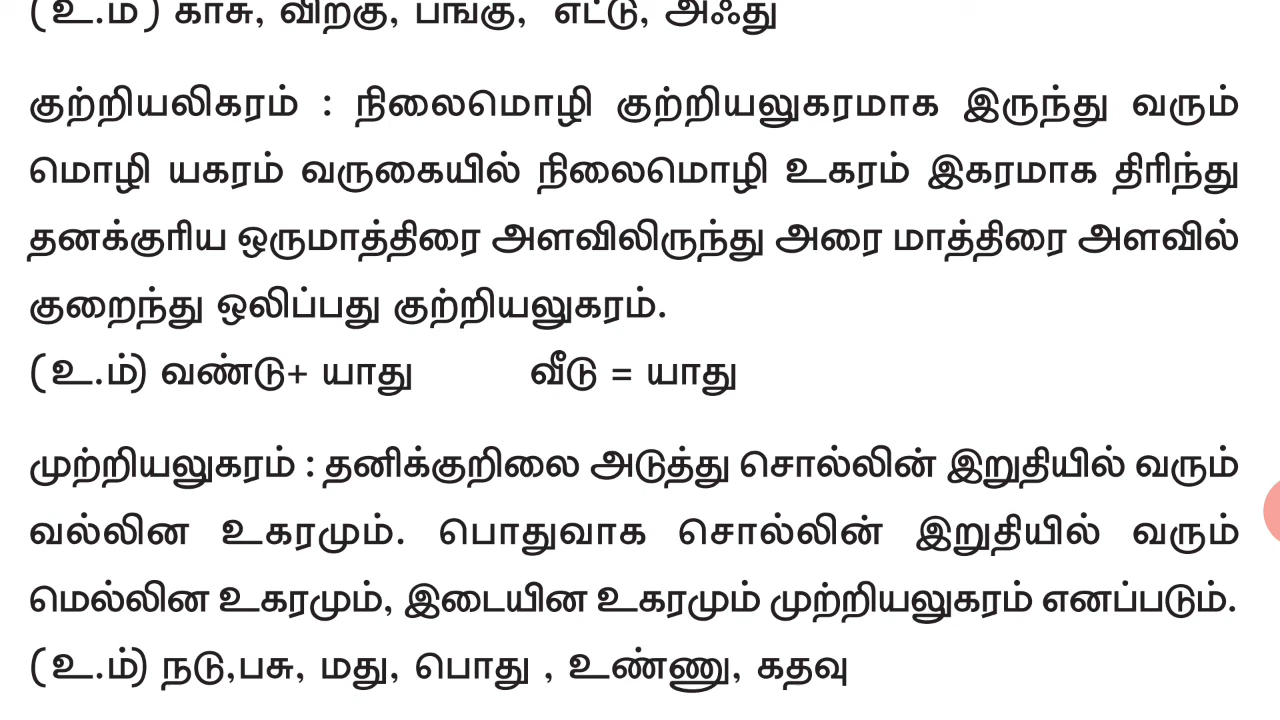 (உ.ம் ) காசு, விறகு, பங்கு, எட்டு, அஃது
குற்றியலிகரம் : நிலைமொழி குற்றியலுகரமாக இருந்து வரும்
மொழி யகரம் வருகையில் நிலைமொழி உகரம் இகரமாக திரிந்து
தனக்குரிய ஒருமாத்திரை அளவிலிருந்து அரை மாத்திரை அளவில்
குறைந்து ஒலிப்பது குற்றியலுகரம்.
(உ.ம்) வண்டு+ யாது வீடு = யாது
முற்றியலுகரம் : தனிக்குறிலை அடுத்து சொல்லின் இறுதியில் வரும்
வல்லின உகரமும். பொதுவாக சொல்லின் இறுதியில் வரும்
மெல்லின உகரமும், இடையின உகரமும் முற்றியலுகரம் எனப்படும்.
(உ.ம்) நடு,பசு, மது, பொது , உண்ணு, கதவு